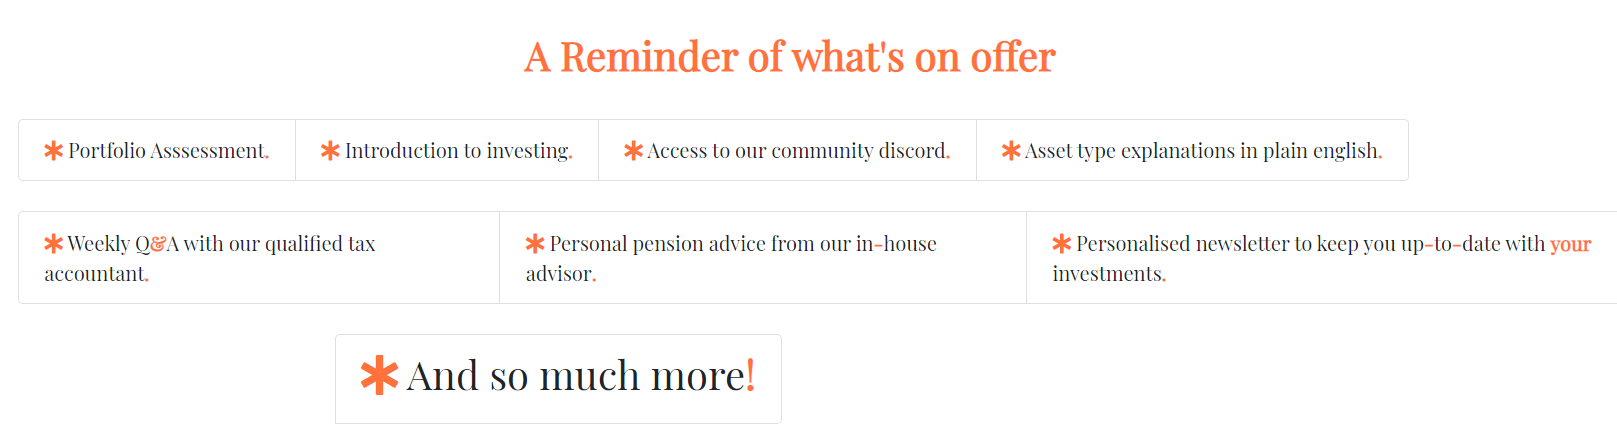 A Reminder of what's on offer
* Portfolio Asssessment.
* Introduction to investing.
* Access to our community discord.
* Asset type explanations in plain english.
* Weekly Q&A with our qualified tax
accountant.
* Personal pension advice from our in-house
advisor.
* Personalised newsletter to keep you up-to-date with your
investments.
* And so much more!